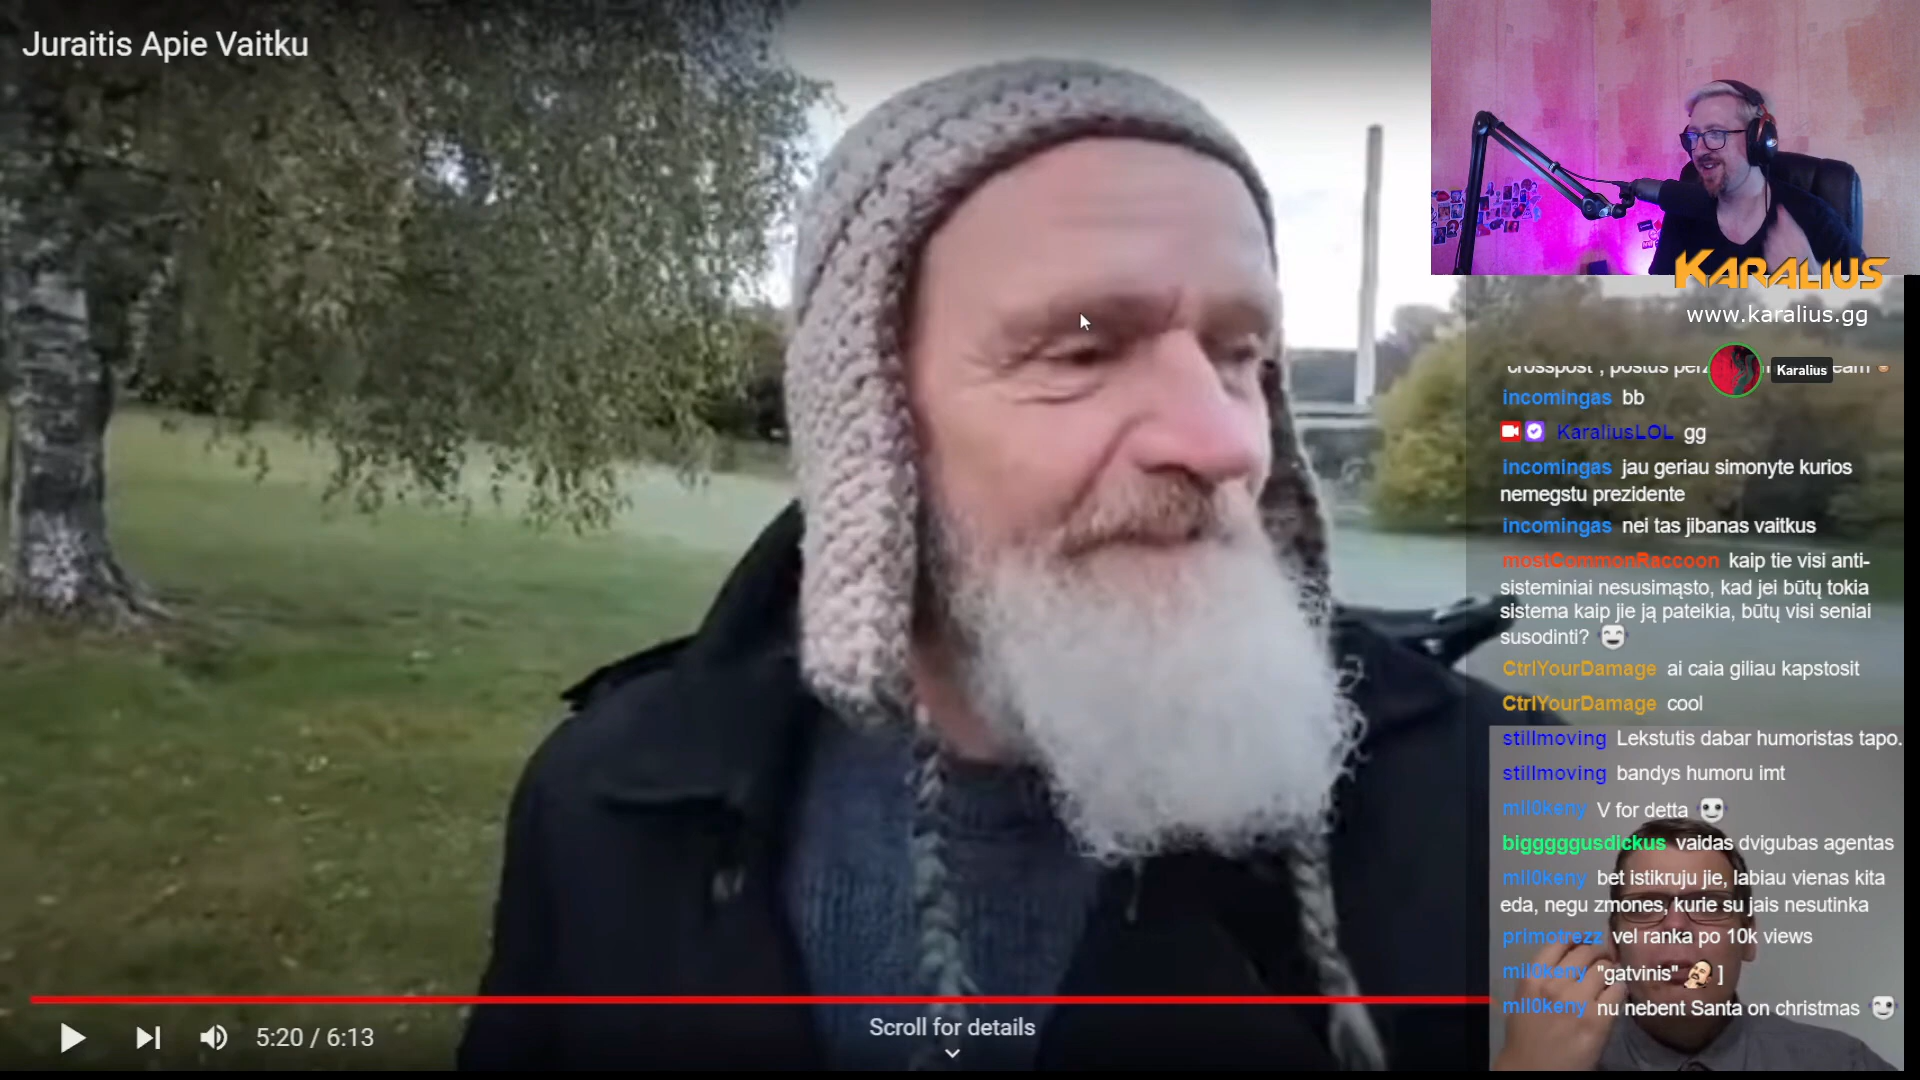 Juraitis Apie Vaitku
KARALIUS
www.karalius.gg
Karalius
incomingas bb
KaraliusLOL gg
incomingas jau geriau simonyte kurios
nemegstu prezidente
incomingas nei tas jibanas vaitkus
mostCommonRaccoon kaip tie visi anti-
sisteminiai nesusimąsto, kad jei būtų tokia
sistema kaip jie ją pateikia, būtų visi seniai
susodinti?
CtrlYourDamage ai caia giliau kapstosit
CtrlYourDamage cool
stillmoving Lekstutis dabar humoristas tapo.
stillmoving bandys humoru imt
mil0keny V for detta
bigggggusdickus vaidas dvigubas agentas
mil0keny bet istikruju jie, labiau vienas kita
eda, negu zmones, kurie su jais nesutinka
primotrezz vel ranka po 10k views
mil0keny "gatvinis" ]
mil0keny nu nebent Santa on christmas
5:20 / 6:13
Scroll for details